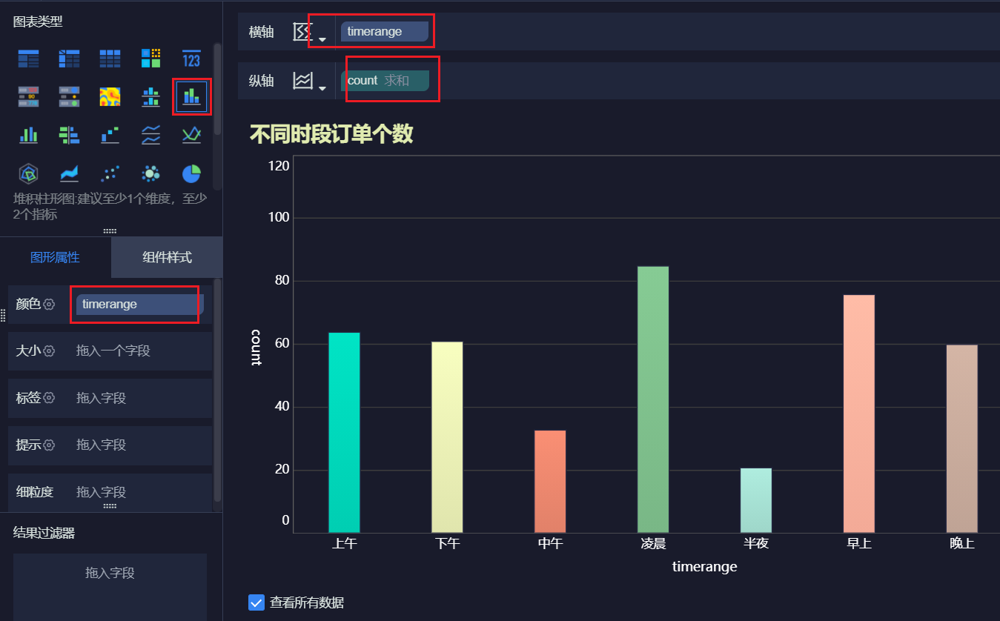 图表类型
123
90
堆积柱形图:建议至少1个维度，至少
2个指标
图形属性
组件样式
颜色
timerange
大小
拖入一个字段
标签
拖入字段
提示
拖入字段
细粒度
拖入字段
结果过滤器
拖入字段
横轴
timerange
纵轴
count 求和
不同时段订单个数
120
100
80
60
40
20
0
count
上午
下午
中午
凌晨
半夜
早上
晚上
timerange
查看所有数据